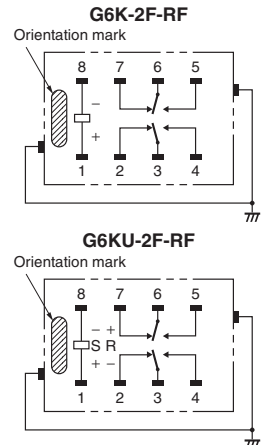 G6K-2F-RF
Orientation mark
8 7 6 5
−
+
1 2 3 4
G6KU-2F-RF
Orientation mark
8 7 6 5
− +
S R
+ −
1 2 3 4